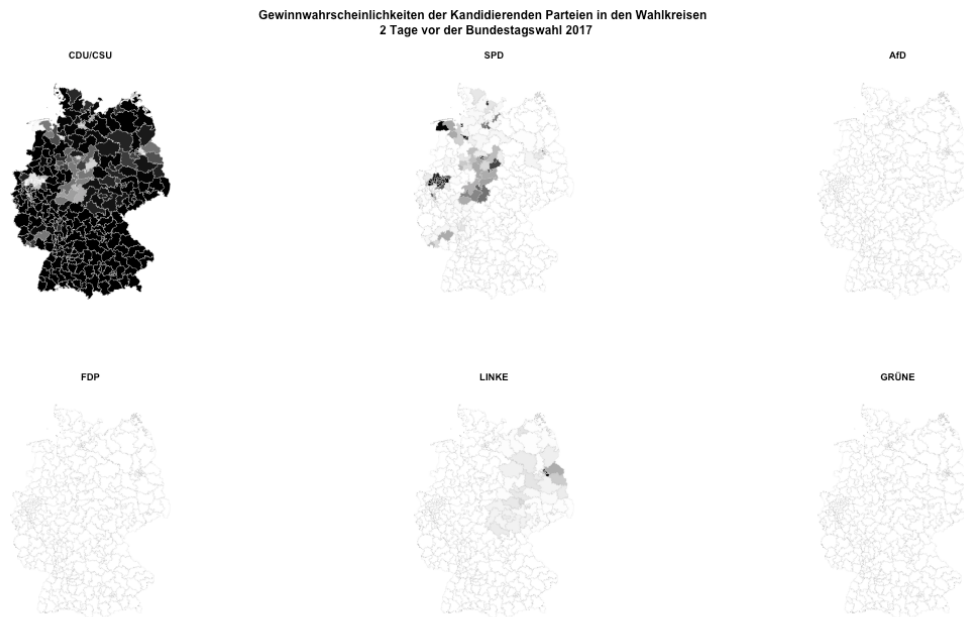 Gewinnwahrscheinlichkeiten der Kandidierenden Parteien in den Wahlkreisen
2 Tage vor der Bundestagswahl 2017
CDU/CSU
SPD
AfD
FDP
LINKE
GRÜNE